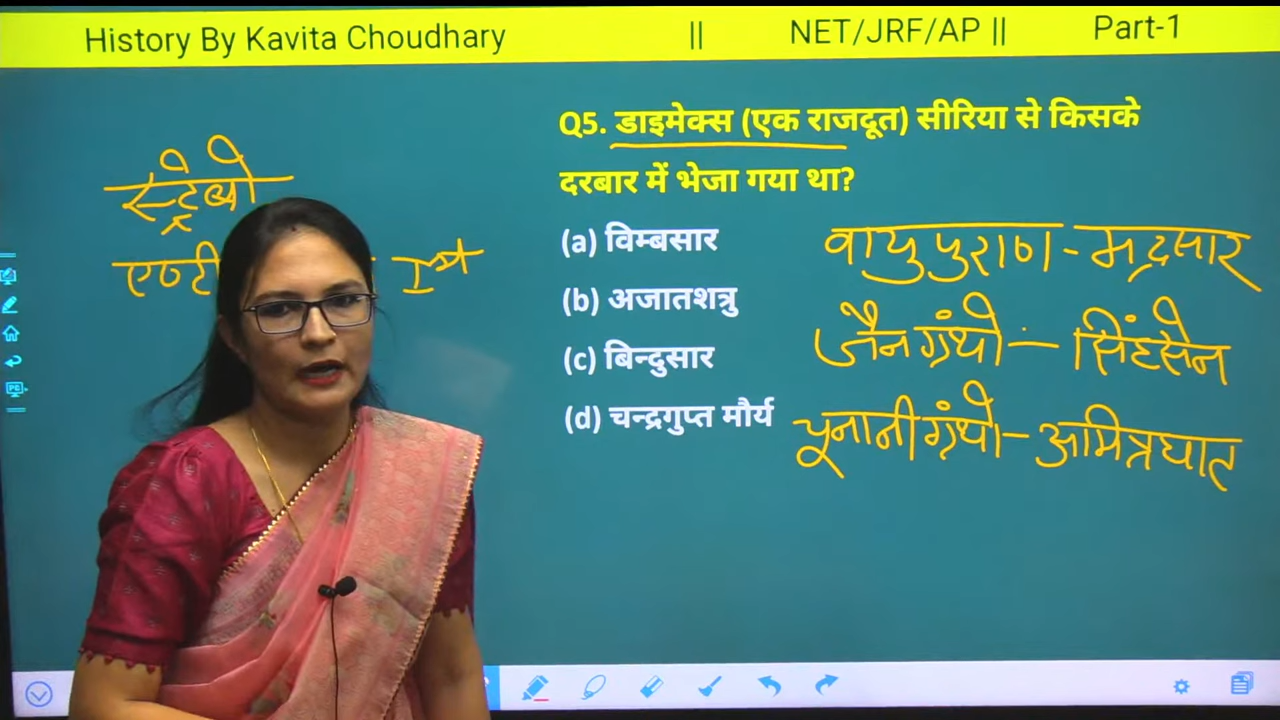 History By Kavita Choudhary || NET/JRF/AP || Part-1
Q5. डाइमेक्स (एक राजदूत) सीरिया से किसके
दरबार में भेजा गया था?
(a) विम्बसार
(b) अजातशत्रु
(c) बिन्दुसार
(d) चन्द्रगुप्त मौर्य
स्ट्रेब्यो
एण्टी I
वायुपुराण - मद्रसार
जैन ग्रंथो - सिंहसेन
यूनानी ग्रंथो - अमित्रघात